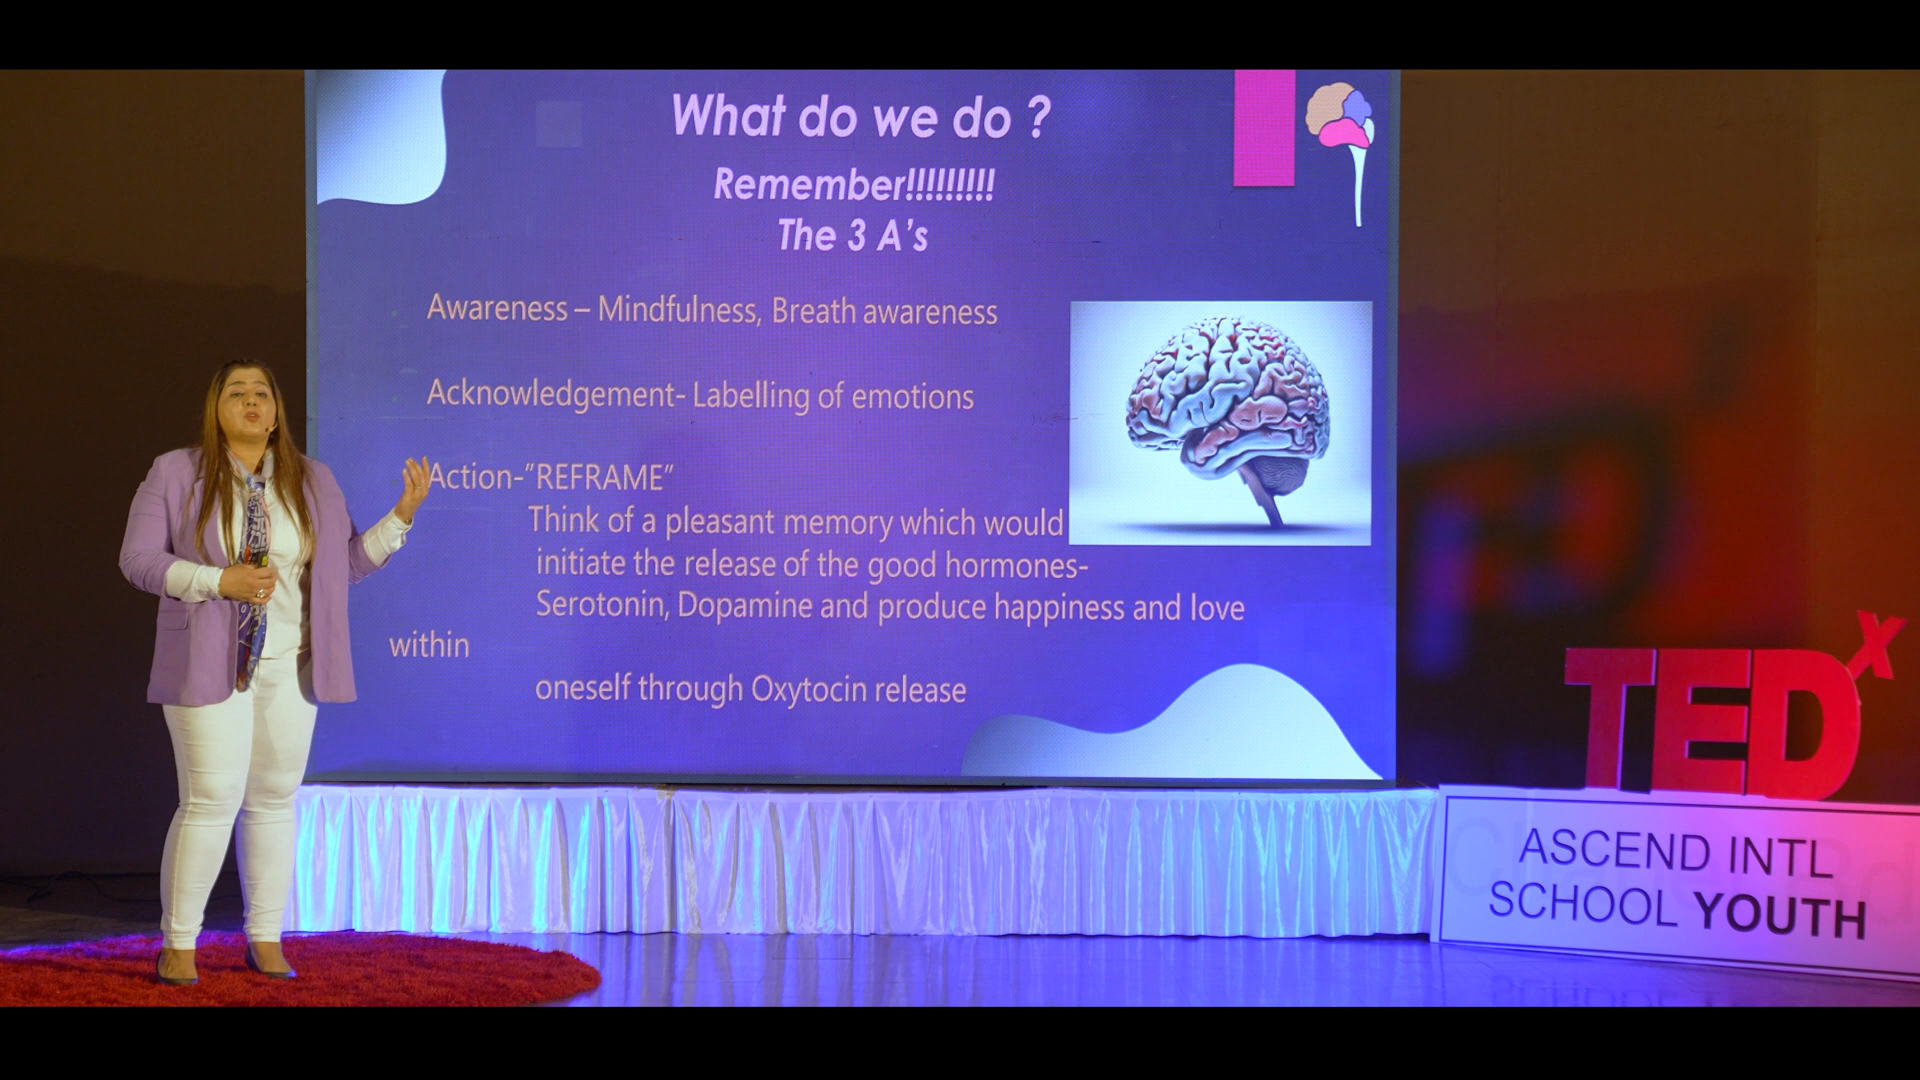 What do we do ?
Remember!!!!!!!!!
The 3 A's
Awareness – Mindfulness, Breath awareness
Acknowledgement- Labelling of emotions
Action-"REFRAME"
Think of a pleasant memory which would
initiate the release of the good hormones-
Serotonin, Dopamine and produce happiness and love
within
oneself through Oxytocin release
TEDx
ASCEND INTL
SCHOOL YOUTH